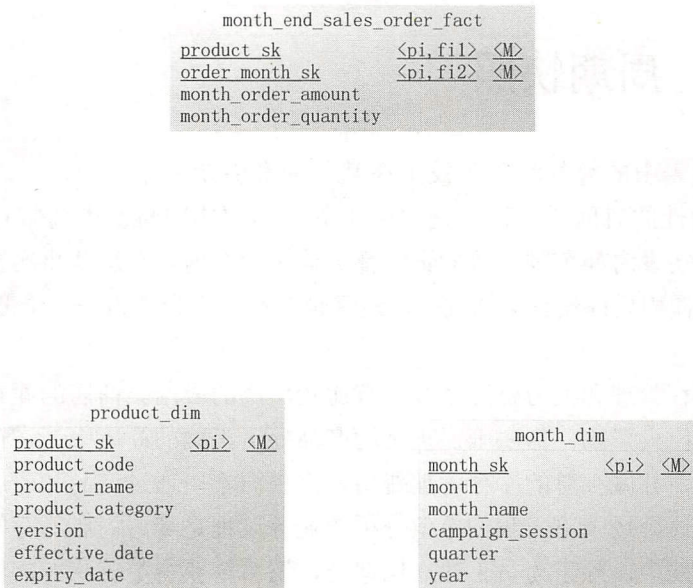 month_end_sales_order_fact
product_sk <pi,fi1> <M>
order_month_sk <pi,fi2> <M>
month_order_amount
month_order_quantity
product_dim
product_sk <pi> <M>
product_code
product_name
product_category
version
effective_date
expiry_date
month_dim
month_sk <pi> <M>
month
month_name
campaign_session
quarter
year